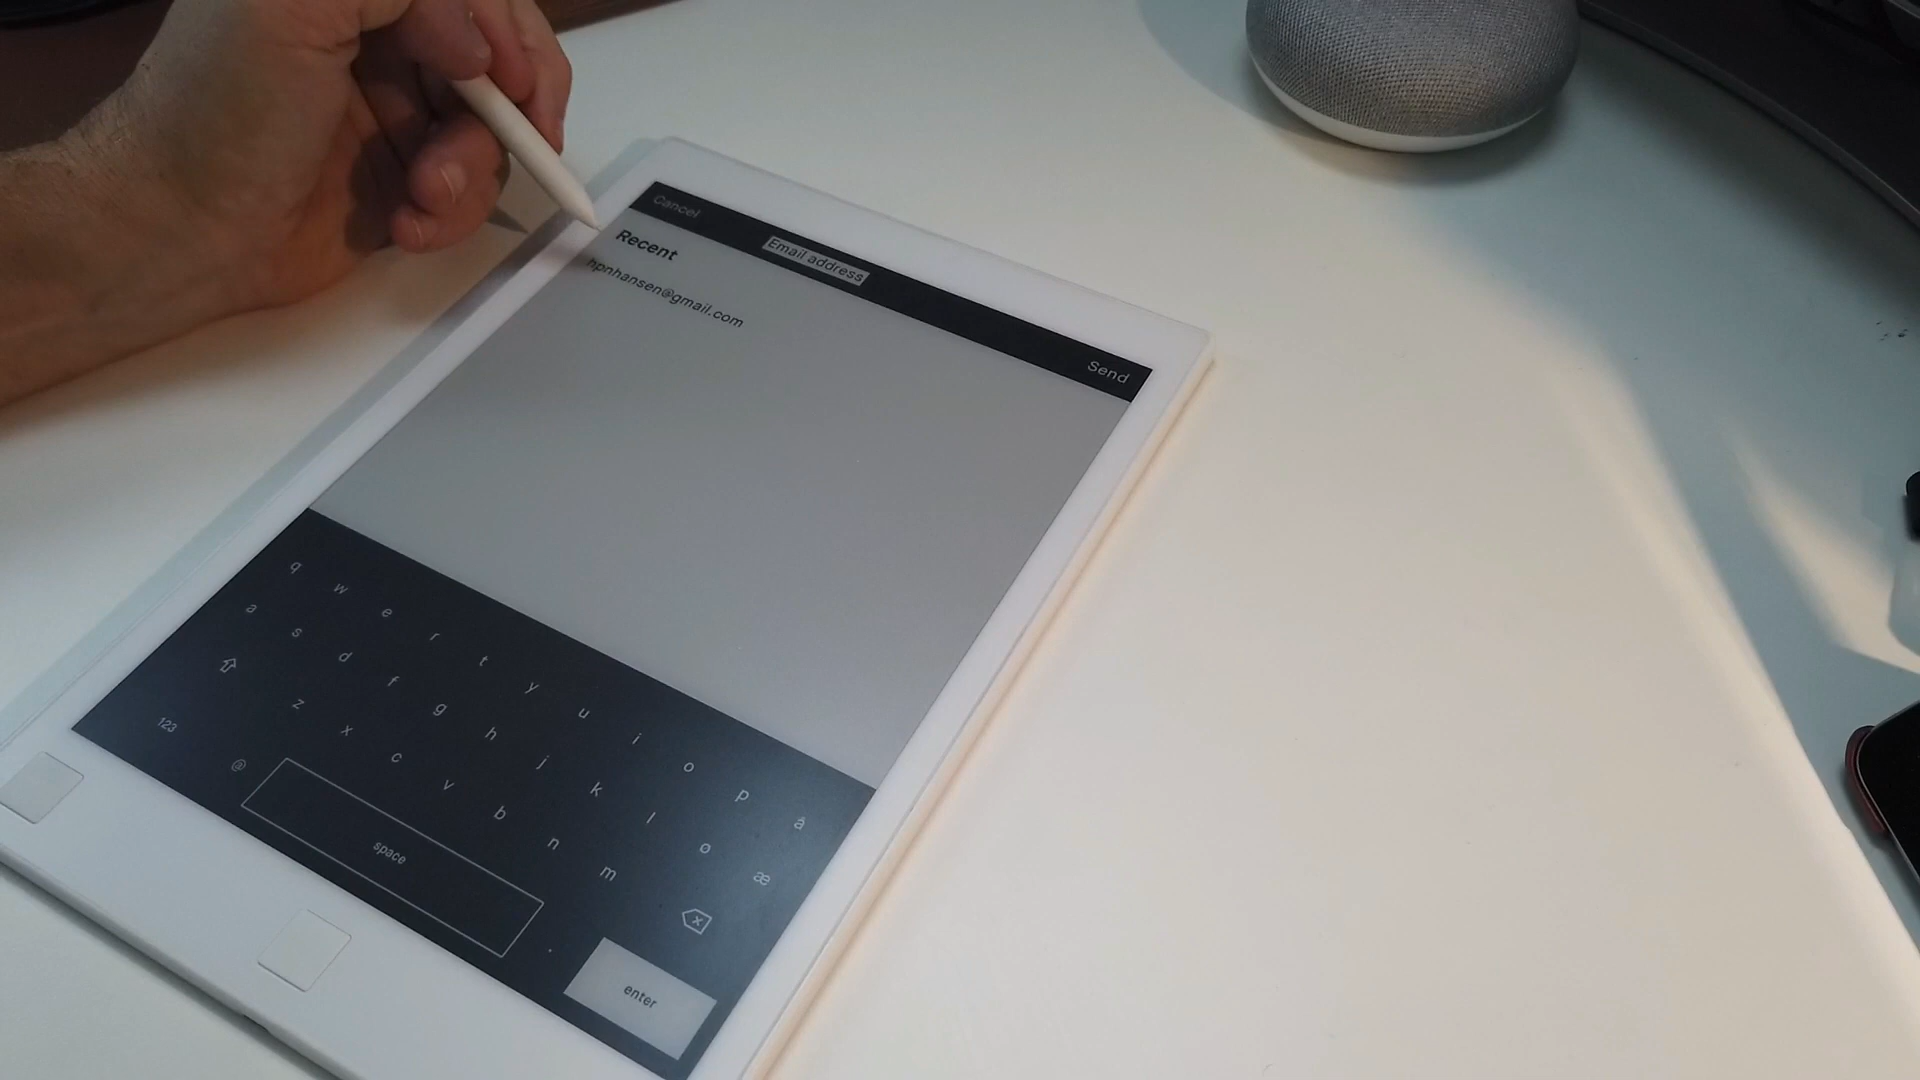 Cancel
Email address
Send
Recent
hpnhansen@gmail.com
q w e r t y u i o p å
a s d f g h j k l ø æ
z x c v b n m
123 @ space . enter